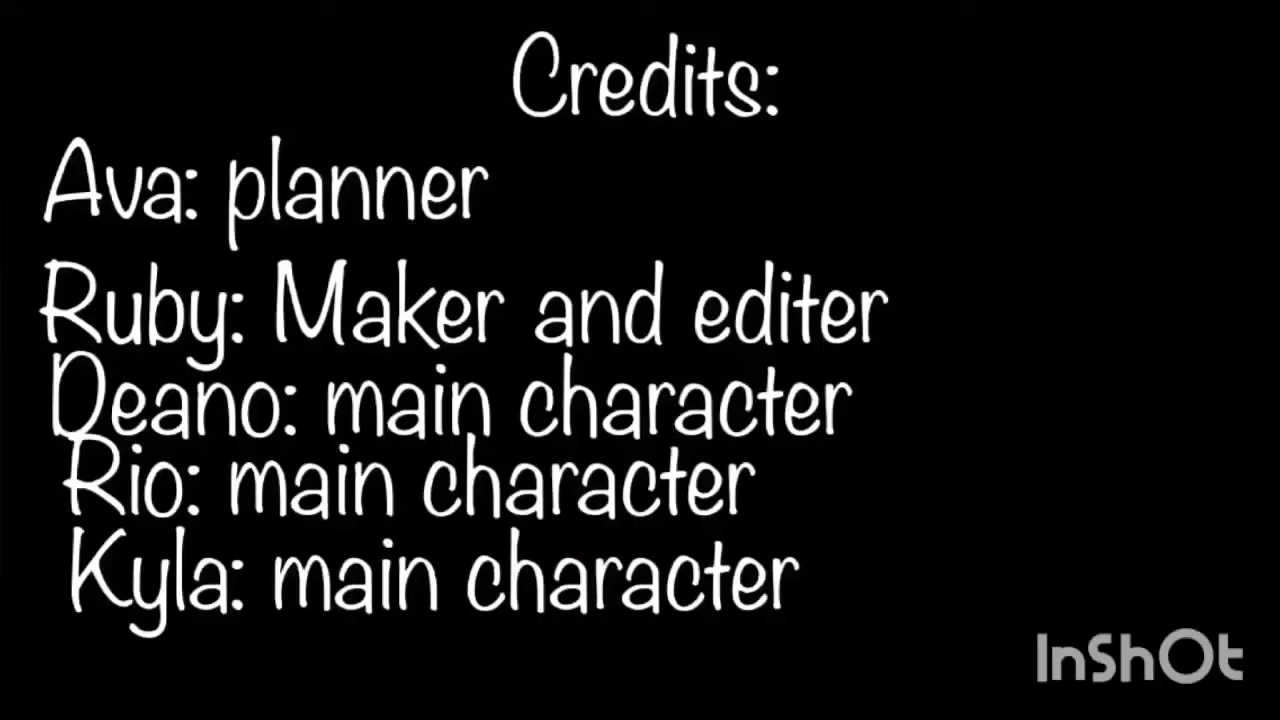 Credits:
Ava: planner
Ruby: Maker and editer
Deano: main character
Rio: main character
Kyla: main character
InShOt